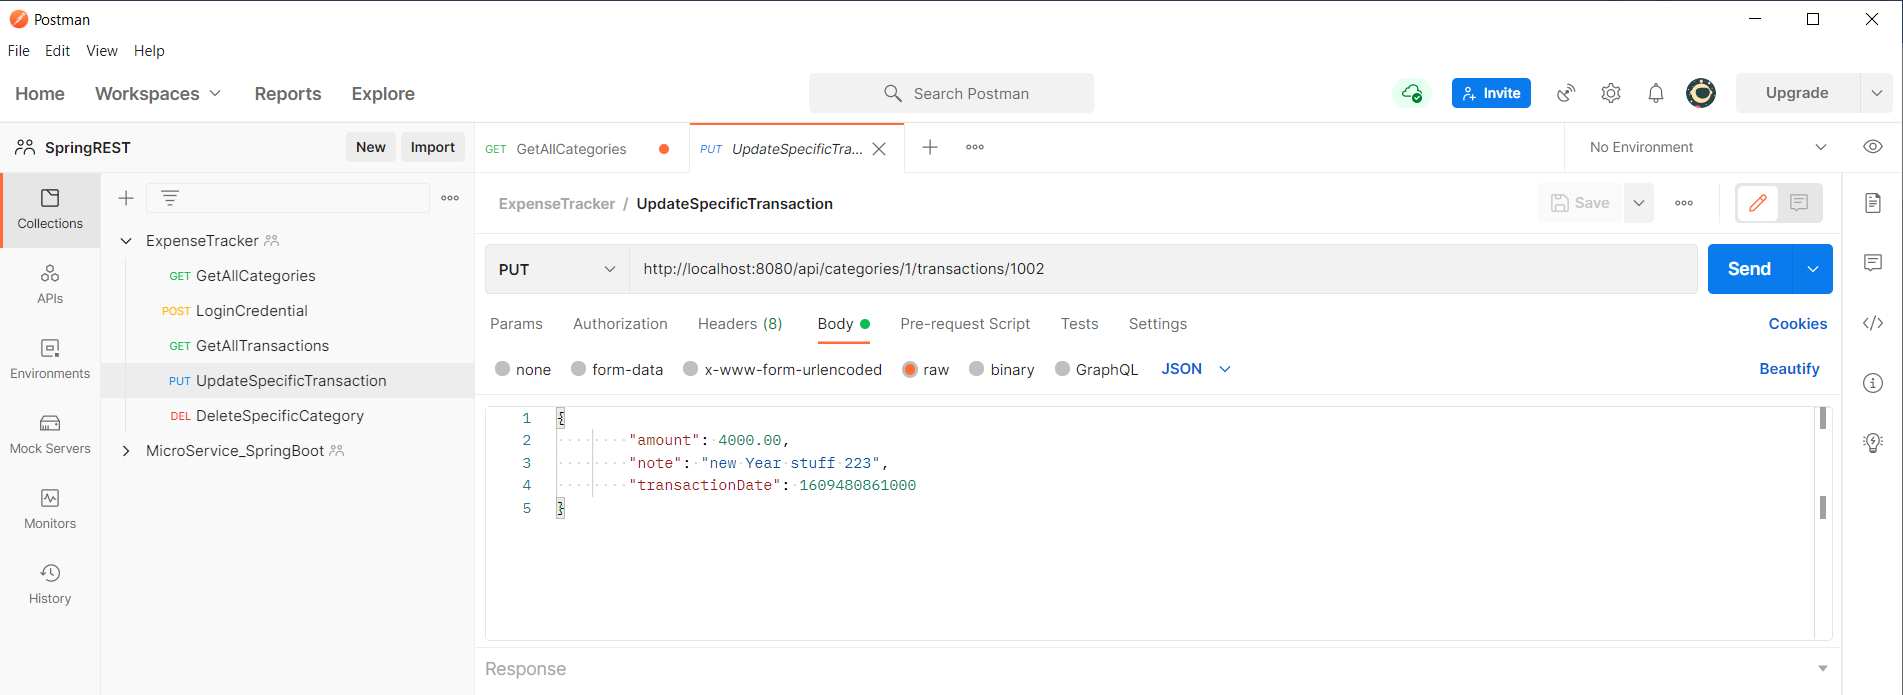 Postman
File Edit View Help
Home Workspaces Reports Explore Search Postman Invite Upgrade
SpringREST New Import GET GetAllCategories PUT UpdateSpecificTra... No Environment
Collections
APIs
Environments
Mock Servers
Monitors
History
ExpenseTracker
GET GetAllCategories
POST LoginCredential
GET GetAllTransactions
PUT UpdateSpecificTransaction
DEL DeleteSpecificCategory
MicroService_SpringBoot
ExpenseTracker / UpdateSpecificTransaction Save
PUT http://localhost:8080/api/categories/1/transactions/1002 Send
Params Authorization Headers (8) Body Pre-request Script Tests Settings Cookies
none form-data x-www-form-urlencoded raw binary GraphQL JSON Beautify
1 {
2 "amount": 4000.00,
3 "note": "new Year stuff 223",
4 "transactionDate": 1609480861000
5 }
Response